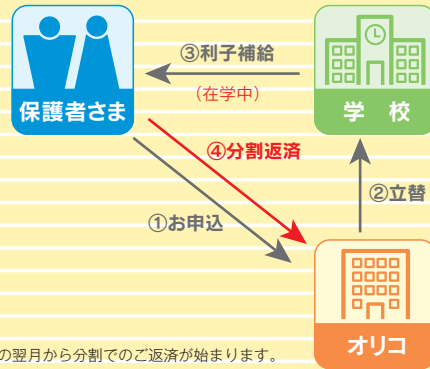 ③利子補給
(在学中)
保護者さま
学 校
④分割返済
②立替
①お申込
オリコ
の翌月から分割でのご返済が始まります。